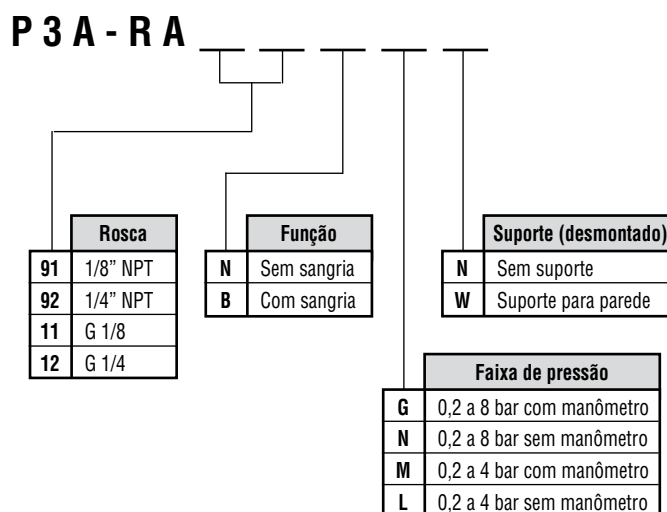 P3A-RA
Rosca
91 1/8” NPT
92 1/4” NPT
11 G 1/8
12 G 1/4
Função
N Sem sangria
B Com sangria
Suporte (desmontado)
N Sem suporte
W Suporte para parede
Faixa de pressão
G 0,2 a 8 bar com manômetro
N 0,2 a 8 bar sem manômetro
M 0,2 a 4 bar com manômetro
L 0,2 a 4 bar sem manômetro